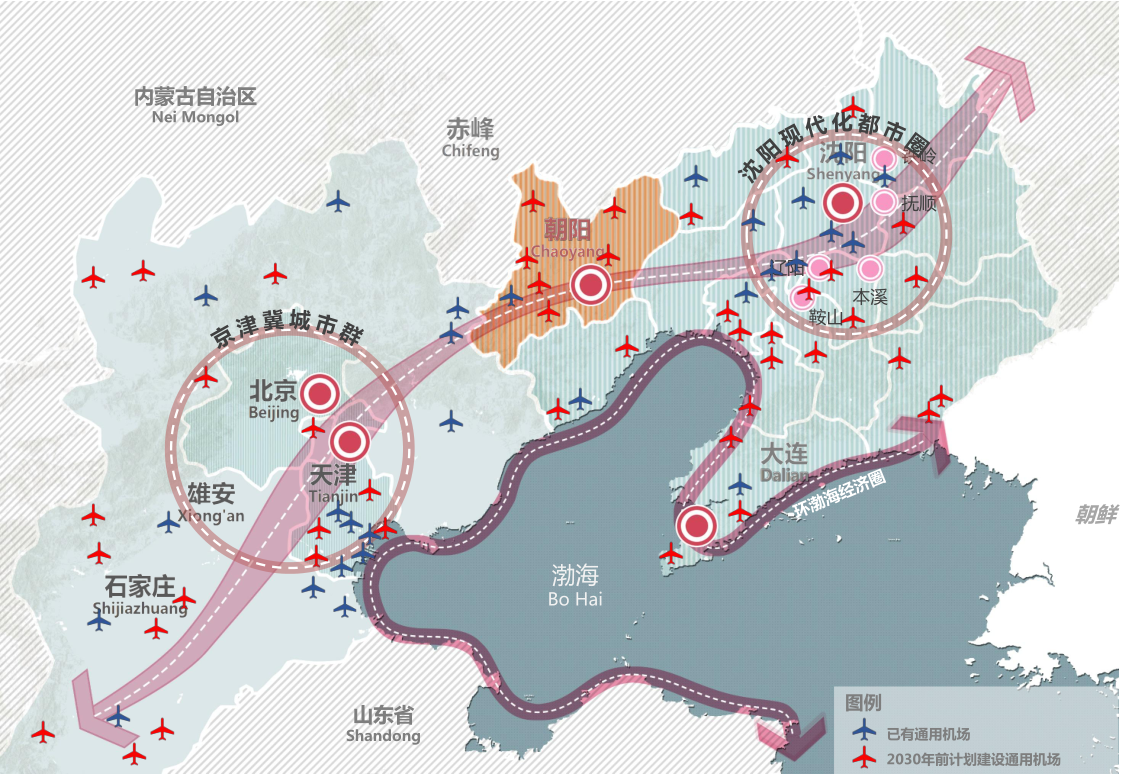 内蒙古自治区
Nei Mongol
赤峰
Chifeng
沈阳现代化都市圈
沈阳
Shenyang
铁岭
抚顺
朝阳
Chaoyang
辽阳
本溪
鞍山
京津冀城市群
北京
Beijing
天津
Tianjin
雄安
Xiong'an
大连
Dalian
环渤海经济圈
朝鲜
石家庄
Shijiazhuang
渤海
Bo Hai
山东省
Shandong
图例
已有通用机场
2030年前计划建设通用机场